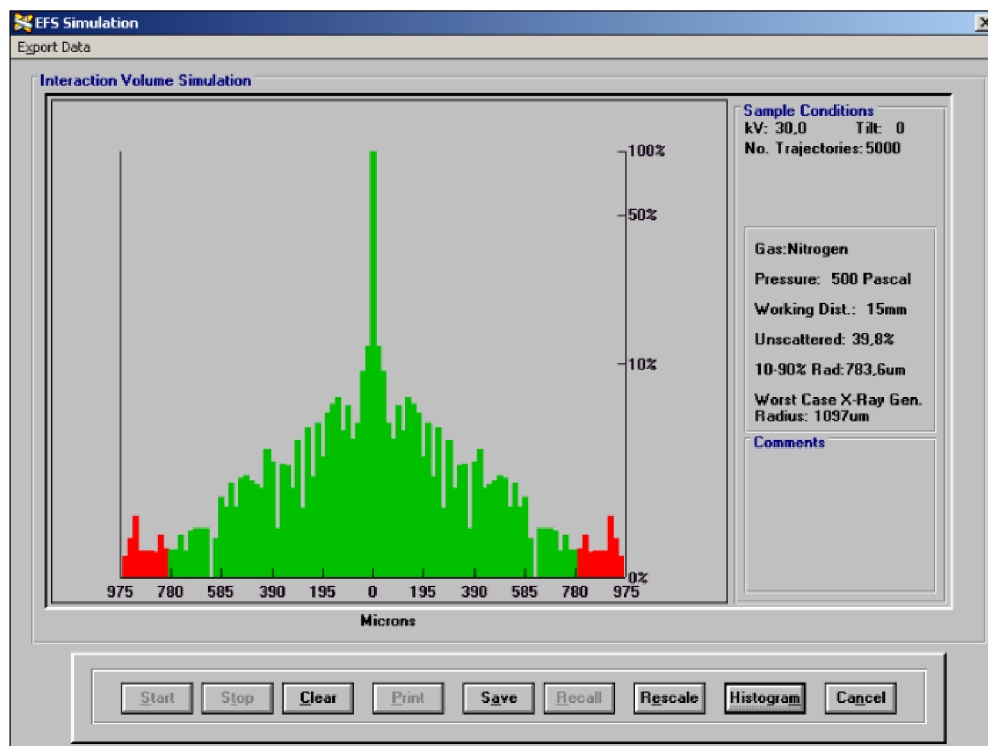 EFS Simulation
Export Data
Interaction Volume Simulation
100%
50%
10%
0%
975 780 585 390 195 0 195 390 585 780 975
Microns
Sample Conditions
kV: 30,0 Tilt: 0
No. Trajectories: 5000
Gas:Nitrogen
Pressure: 500 Pascal
Working Dist.: 15mm
Unscattered: 39,8%
10-90% Rad:783,6um
Worst Case X-Ray Gen.
Radius: 1097um
Comments
Start Stop Clear Print Save Recall Rescale Histogram Cancel